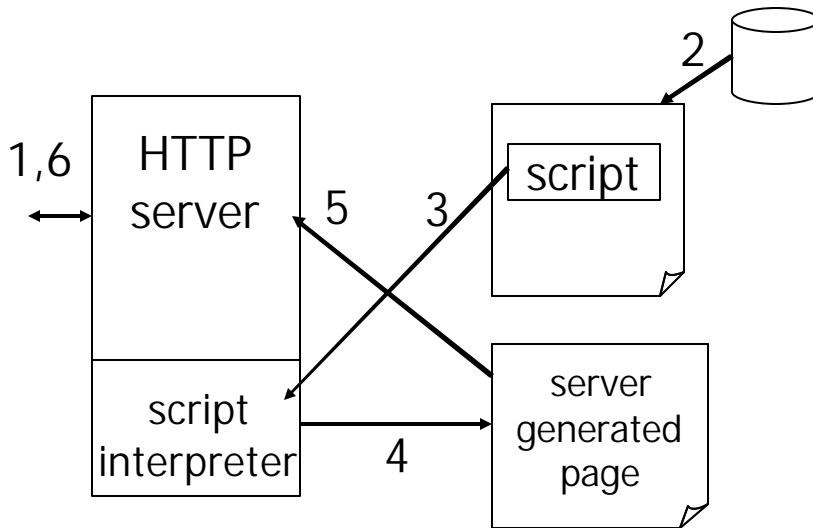 2
HTTP
server
1,6
script
5
3
script
interpreter
4
server
generated
page